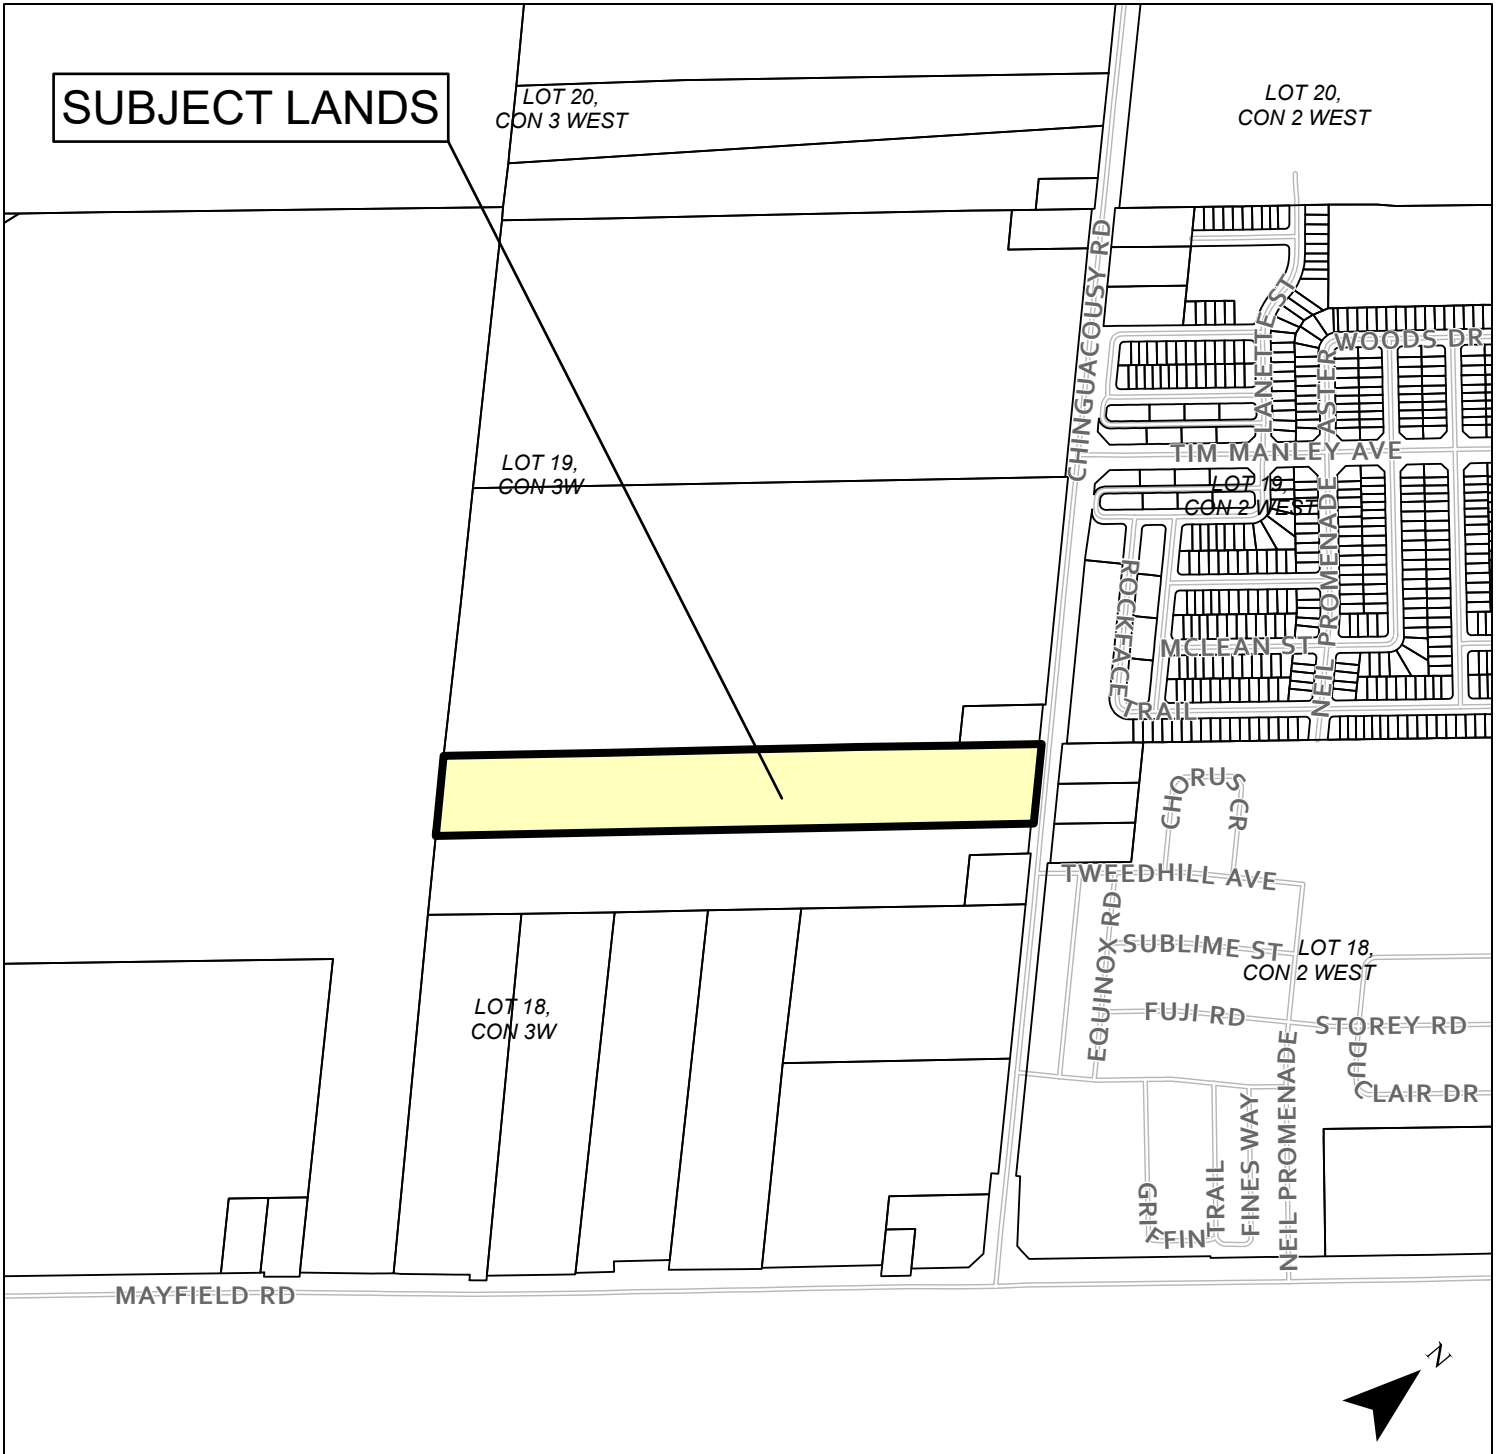 SUBJECT LANDS
LOT 20,
CON 3 WEST
LOT 20,
CON 2 WEST
CHINGUACOUSY RD
LANETTE ST
WOODS DR
ASTER
TIM MANLEY AVE
LOT 19,
CON 3W
LOT 19,
CON 2 WEST
NEIL PROMENADE
ROCKFACE TRAIL
MCLEAN ST
CHORUS CR
TWEEDHILL AVE
EQUINOX RD
SUBLIME ST
LOT 18,
CON 2 WEST
LOT 18,
CON 3W
FUJI RD
STOREY RD
DUCLAIR DR
NEIL PROMENADE
FINES WAY
GRIFFIN TRAIL
MAYFIELD RD
N